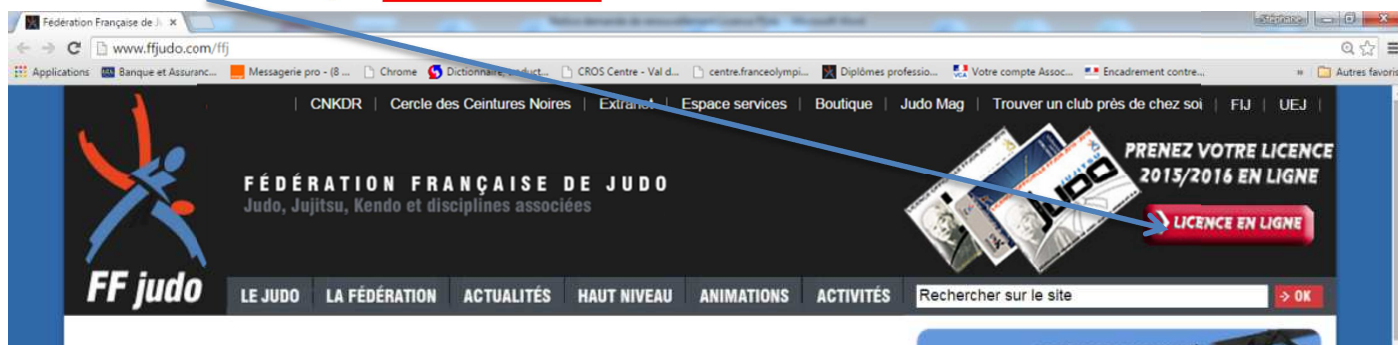 Fédération Française de J
www.ffjudo.com/ffj
Applications Banque et Assuranc... Messagerie pro - (8 ... Chrome Dictionnaire, CROS Centre - Val d... centre.franceolympi... Diplômes professio... Votre compte Assoc... Encadrement contre... » Autres favoris
| CNKDR | Cercle des Ceintures Noires | Extranet | Espace services | Boutique | Judo Mag | Trouver un club près de chez soi | FIJ | UEJ |
PRENEZ VOTRE LICENCE
2015/2016 EN LIGNE
FÉDÉRATION FRANÇAISE DE JUDO
Judo, Jujitsu, Kendo et disciplines associées
JUDO
LICENCE EN LIGNE
FF judo
LE JUDO LA FÉDÉRATION ACTUALITÉS HAUT NIVEAU ANIMATIONS ACTIVITÉS Rechercher sur le site OK